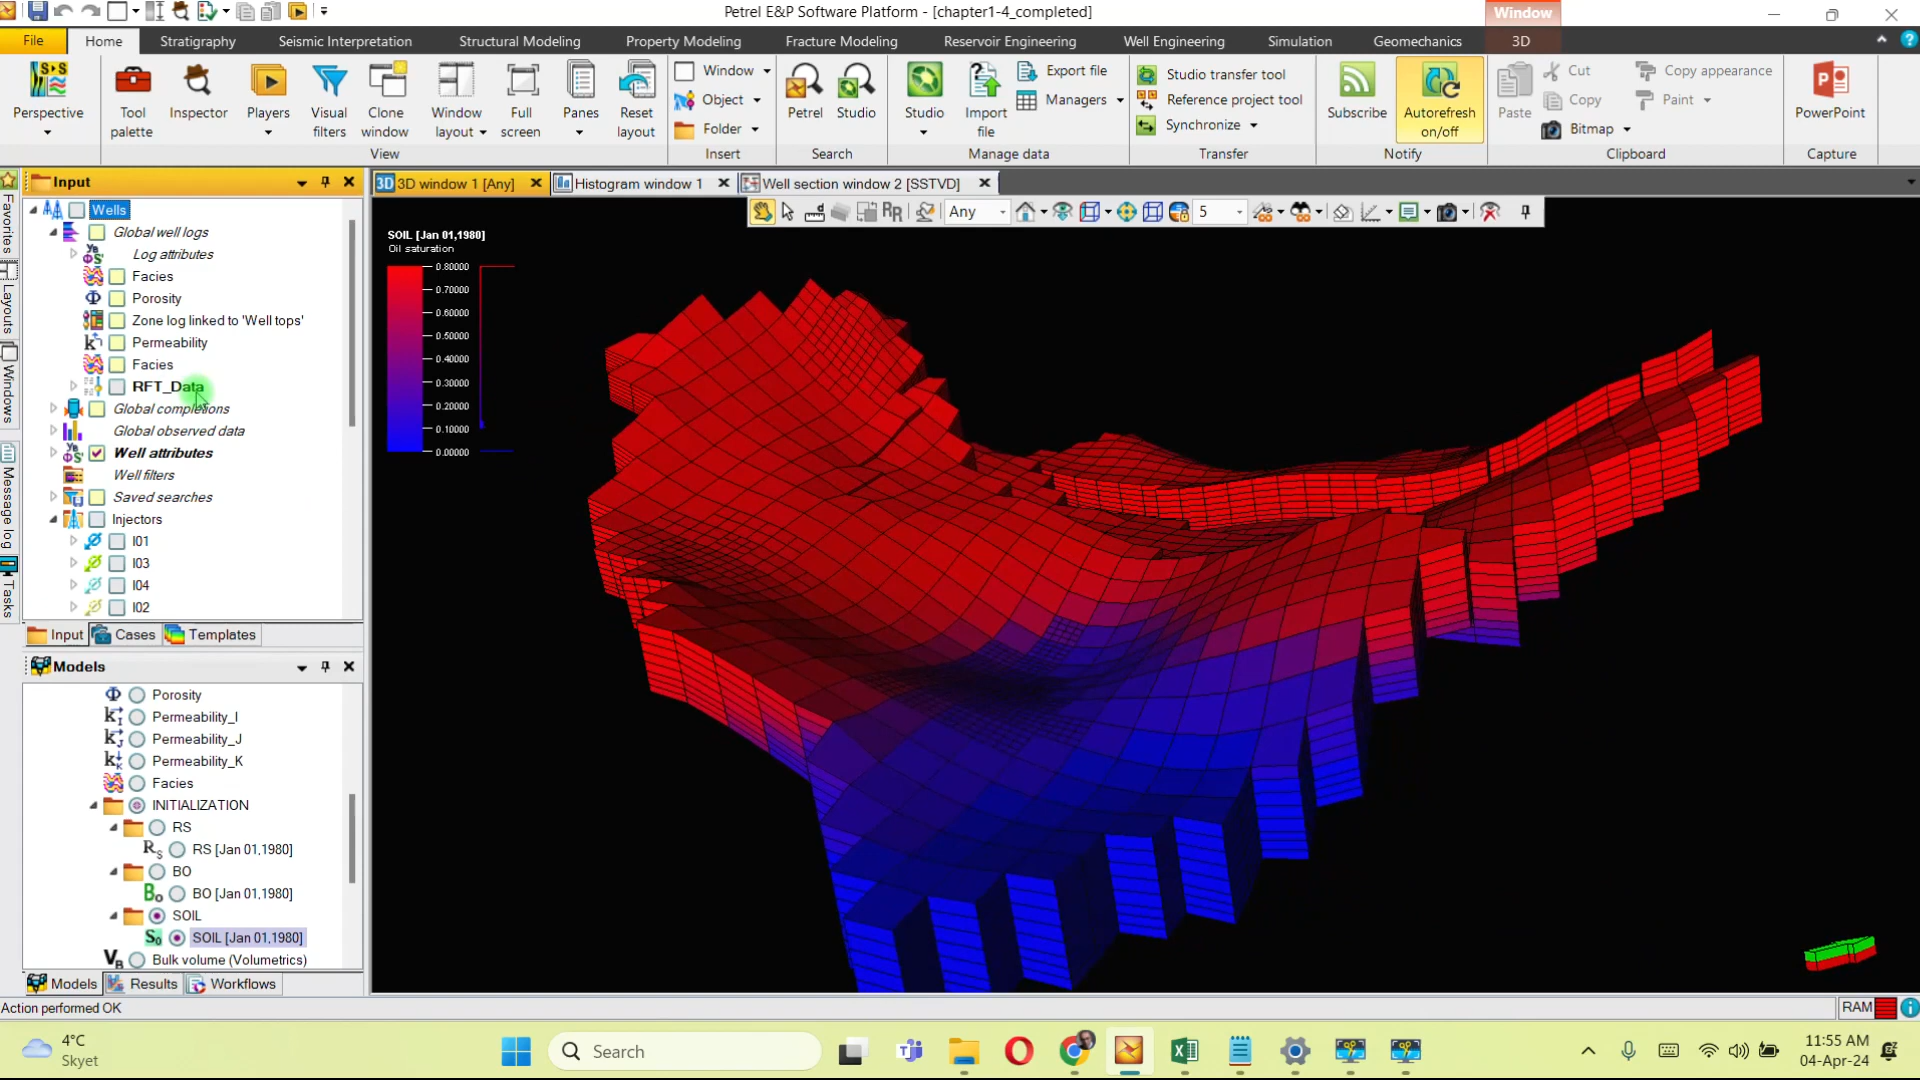 Petrel E&P Software Platform - [chapter1-4_completed]
Window
File
Home
Stratigraphy
Seismic Interpretation
Structural Modeling
Property Modeling
Fracture Modeling
Reservoir Engineering
Well Engineering
Simulation
Geomechanics
3D
Perspective
Tool palette
Inspector
Players
Visual filters
Clone window
Window layout
Full screen
Panes
Reset layout
View
Window
Object
Folder
Insert
Petrel
Studio
Search
Studio
Import file
Export file
Managers
Manage data
Studio transfer tool
Reference project tool
Synchronize
Transfer
Subscribe
Autorefresh on/off
Notify
Paste
Cut
Copy
Copy appearance
Paint
Bitmap
Clipboard
PowerPoint
Capture
Favorites
Layouts
Windows
Message log
Tasks
Input
Wells
Global well logs
Log attributes
Facies
Porosity
Zone log linked to 'Well tops'
Permeability
Facies
RFT_Data
Global completions
Global observed data
Well attributes
Well filters
Saved searches
Injectors
I01
I03
I04
I02
Input
Cases
Templates
Models
Porosity
Permeability_I
Permeability_J
Permeability_K
Facies
INITIALIZATION
RS
RS [Jan 01,1980]
BO
BO [Jan 01,1980]
SOIL
SOIL [Jan 01,1980]
Bulk volume (Volumetrics)
Models
Results
Workflows
3D
3D window 1 [Any]
Histogram window 1
Well section window 2 [SSTVD]
Any
5
SOIL [Jan 01,1980]
Oil saturation
0.80000
0.70000
0.60000
0.50000
0.40000
0.30000
0.20000
0.10000
0.00000
Action performed OK
RAM
4°C
Skyet
Search
11:55 AM
04-Apr-24